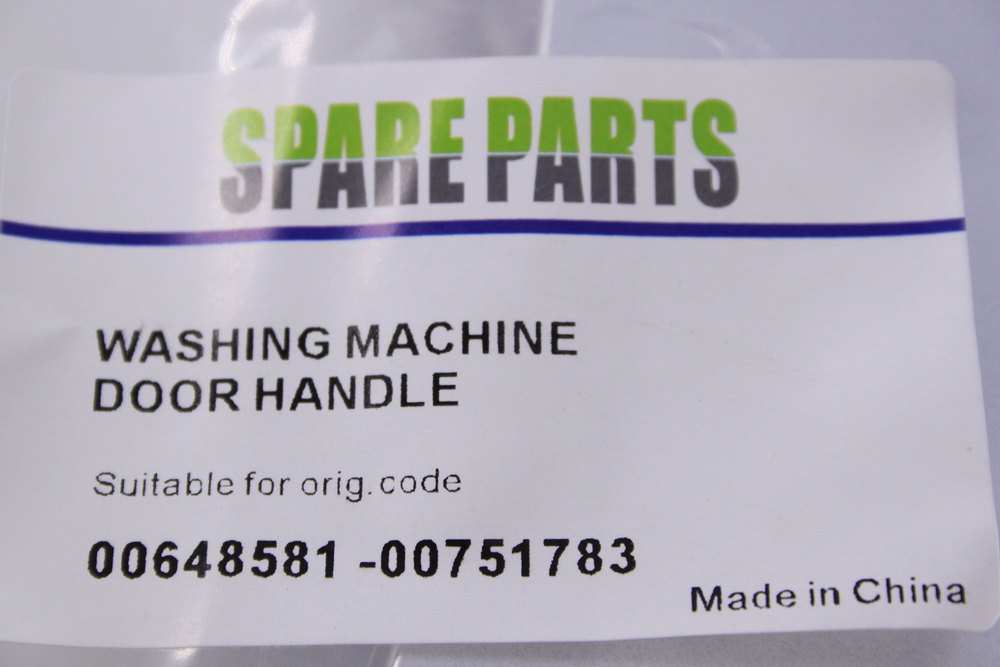 SPARE PARTS
WASHING MACHINE
DOOR HANDLE
Suitable for orig.code
00648581 -00751783
Made in China